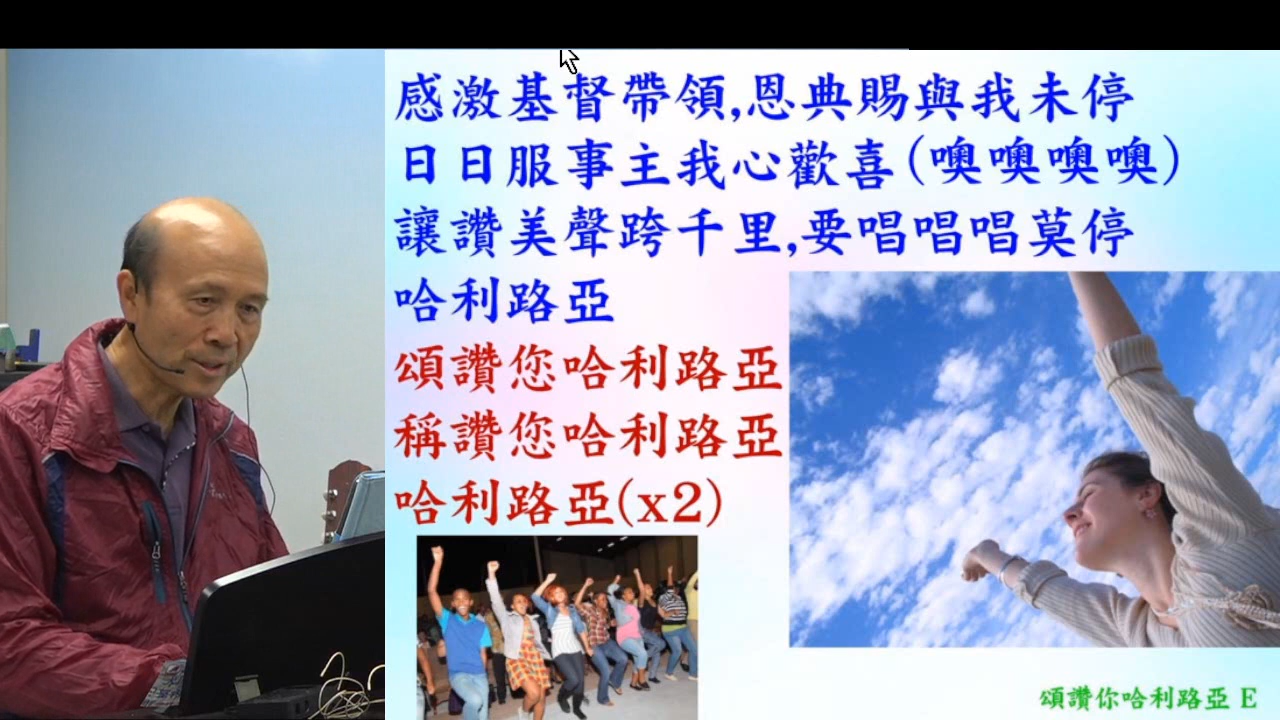 感激基督帶領,恩典賜與我未停
日日服事主我心歡喜(噢噢噢噢)
讓讚美聲跨千里,要唱唱唱莫停
哈利路亞
頌讚您哈利路亞
稱讚您哈利路亞
哈利路亞(x2)
頌讚你哈利路亞 E